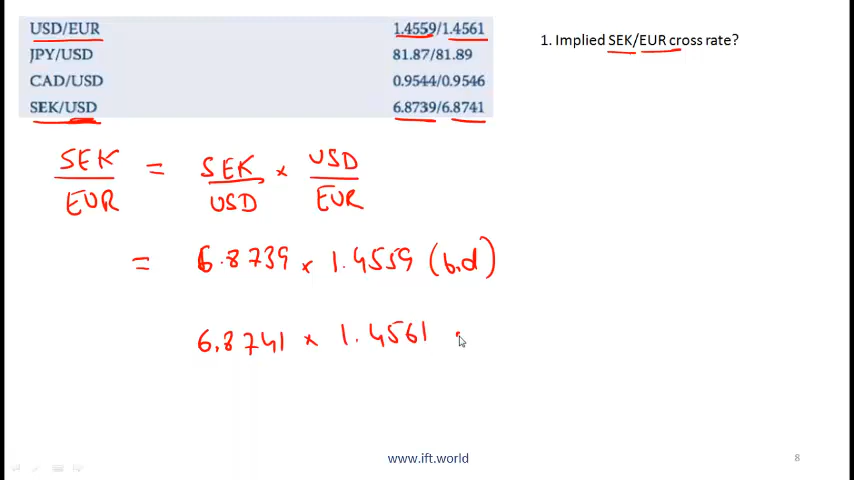 USD/EUR 1.4559/1.4561
JPY/USD 81.87/81.89
CAD/USD 0.9544/0.9546
SEK/USD 6.8739/6.8741
1. Implied SEK/EUR cross rate?
SEK/EUR = SEK/USD × USD/EUR
= 6.8739 × 1.4559 (bid)
6.8741 × 1.4561
www.ift.world
8